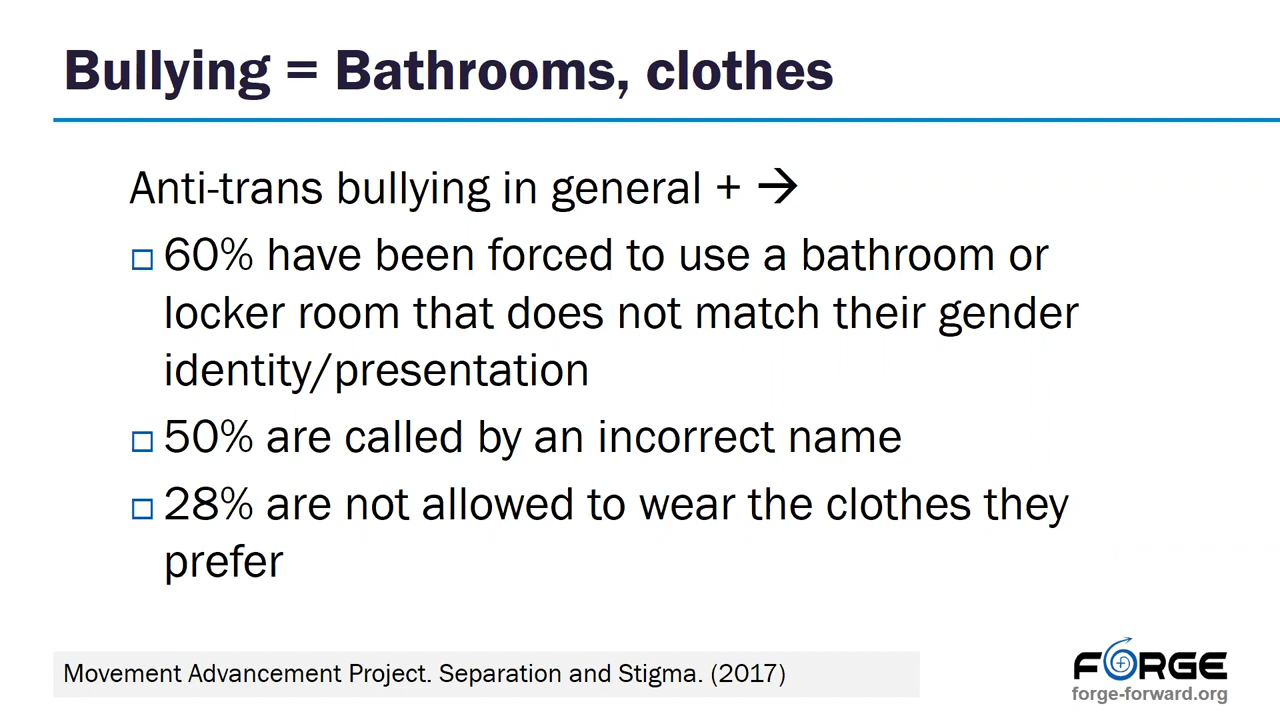 Bullying = Bathrooms, clothes
Anti-trans bullying in general + →
60% have been forced to use a bathroom or
locker room that does not match their gender
identity/presentation
50% are called by an incorrect name
28% are not allowed to wear the clothes they
prefer
Movement Advancement Project. Separation and Stigma. (2017)
FORGE
forge-forward.org